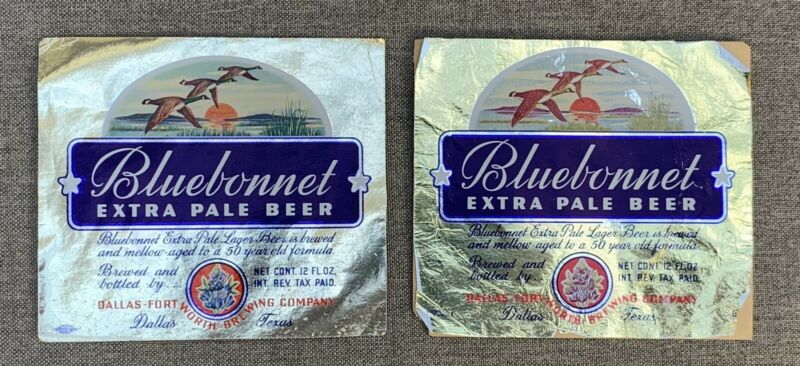 Bluebonnet
EXTRA PALE BEER
Bluebonnet Extra Pale Lager Beer is brewed
and mellow-aged to a 50 year old formula.
Brewed and
bottled by....
NET CONT. 12 FL.OZ.
INT. REV. TAX PAID.
DALLAS-FORT WORTH BREWING COMPANY
Dallas Texas
Bluebonnet
EXTRA PALE BEER
Bluebonnet Extra Pale Lager Beer is brewed
and mellow-aged to a 50 year old formula.
Brewed and
bottled by
NET CONT. 12 FL.OZ.
INT. REV. TAX PAID.
DALLAS-FORT WORTH BREWING COMPANY
Dallas Texas